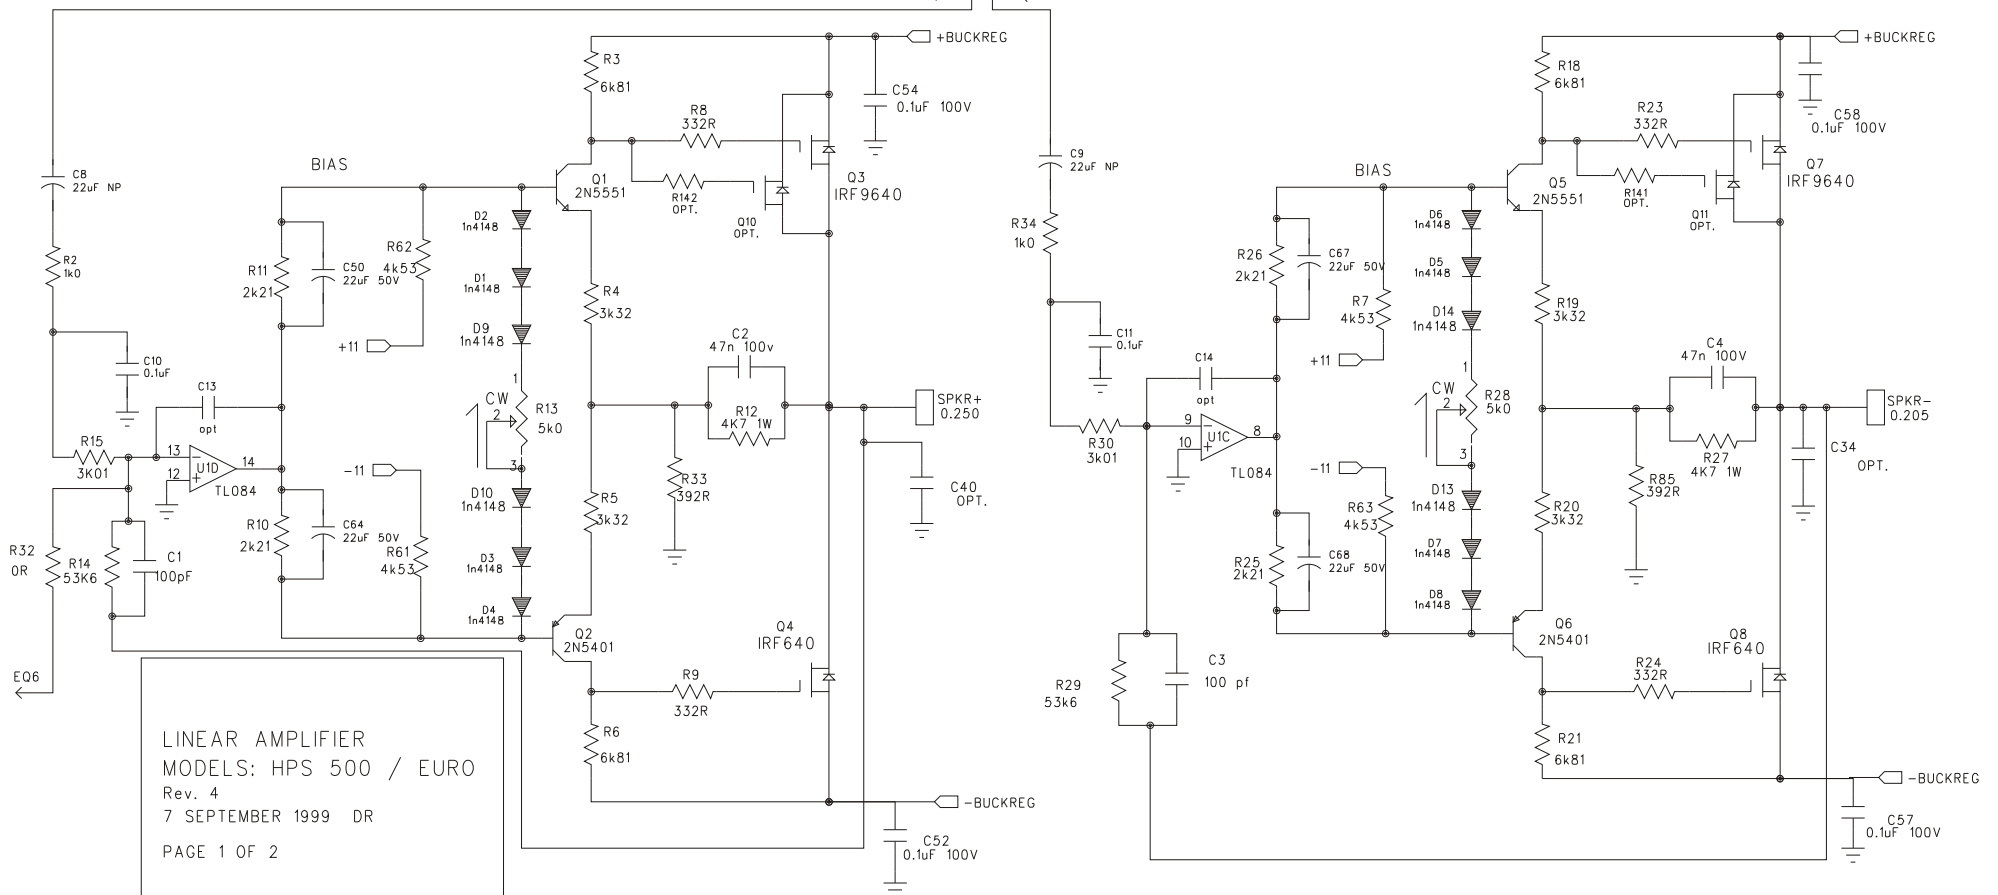 C8
22uF NP
R2
1k0
C10
0.1uF
C13
opt
R15
3K01
13
12
U1D
14
TL084
R32
0R
R14
53K6
C1
100pF
EQ6
BIAS
R11
2k21
C50
22uF 50V
R62
4k53
+11
-11
R10
2k21
C64
22uF 50V
R61
4k53
D2
1n4148
D1
1n4148
D9
1n4148
1
CW
2
R13
5k0
3
D10
1n4148
D3
1n4148
D4
1n4148
Q1
2N5551
R3
6k81
R8
332R
R142
OPT.
Q10
OPT.
Q3
IRF9640
C54
0.1uF 100V
+BUCKREG
R4
3k32
C2
47n 100v
R12
4K7 1W
R33
392R
R5
3k32
SPKR+
0.250
C40
OPT.
Q2
2N5401
R9
332R
Q4
IRF640
R6
6k81
-BUCKREG
C52
0.1uF 100V
LINEAR AMPLIFIER
MODELS: HPS 500 / EURO
Rev. 4
7 SEPTEMBER 1999 DR
PAGE 1 OF 2
C9
22uF NP
R34
1k0
C11
0.1uF
C14
opt
R30
3k01
9
10
U1C
8
TL084
R29
53k6
C3
100 pf
BIAS
R26
2k21
C67
22uF 50V
R7
4k53
+11
-11
R25
2k21
C68
22uF 50V
R63
4k53
D6
1n4148
D5
1n4148
D14
1n4148
1
CW
2
R28
5k0
3
D13
1n4148
D7
1n4148
D8
1n4148
Q5
2N5551
R18
6k81
R23
332R
R141
OPT.
Q11
OPT.
Q7
IRF9640
C58
0.1uF 100V
+BUCKREG
R19
3k32
C4
47n 100V
R27
4K7 1W
R85
392R
R20
3k32
SPKR-
0.205
C34
OPT.
Q6
2N5401
R24
332R
Q8
IRF640
R21
6k81
-BUCKREG
C57
0.1uF 100V